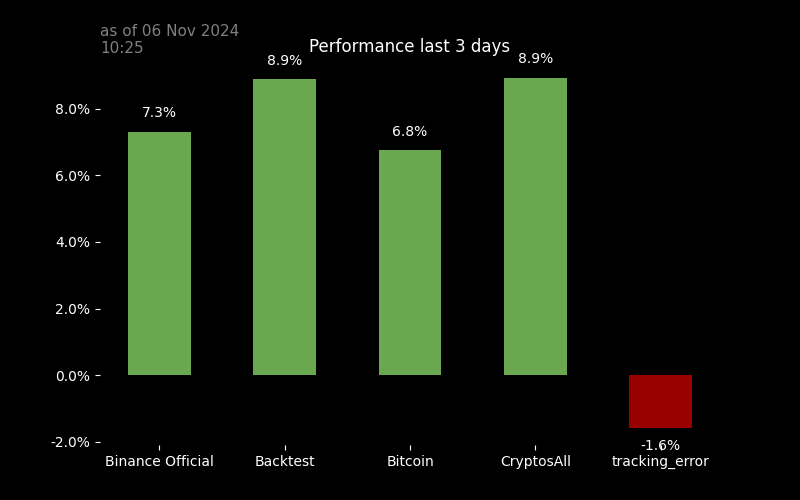 as of 06 Nov 2024
10:25
Performance last 3 days
8.9%
8.9%
7.3%
6.8%
-1.6%
8.0%
6.0%
4.0%
2.0%
0.0%
-2.0%
Binance Official
Backtest
Bitcoin
CryptosAll
tracking_error